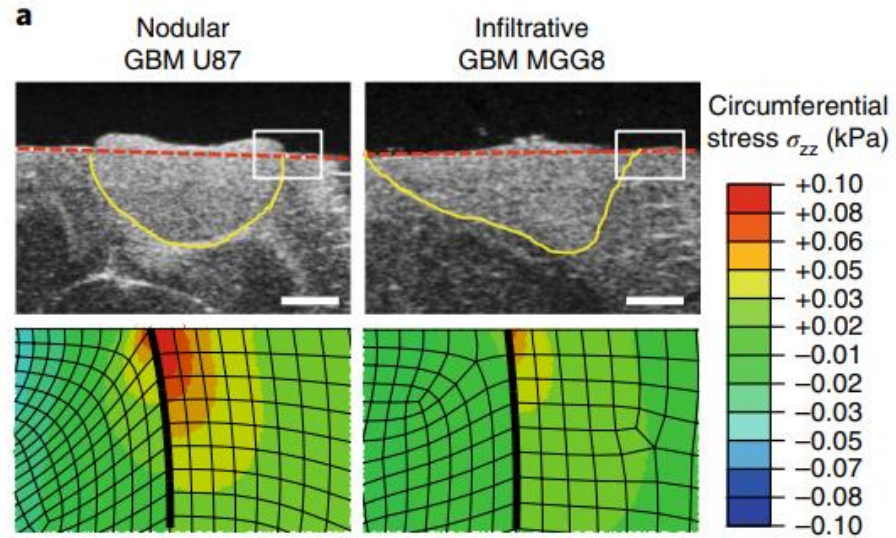 a
Nodular
GBM U87
Infiltrative
GBM MGG8
Circumferential
stress σzz (kPa)
+0.10
+0.08
+0.06
+0.05
+0.03
+0.02
−0.01
−0.02
−0.03
−0.05
−0.07
−0.08
−0.10